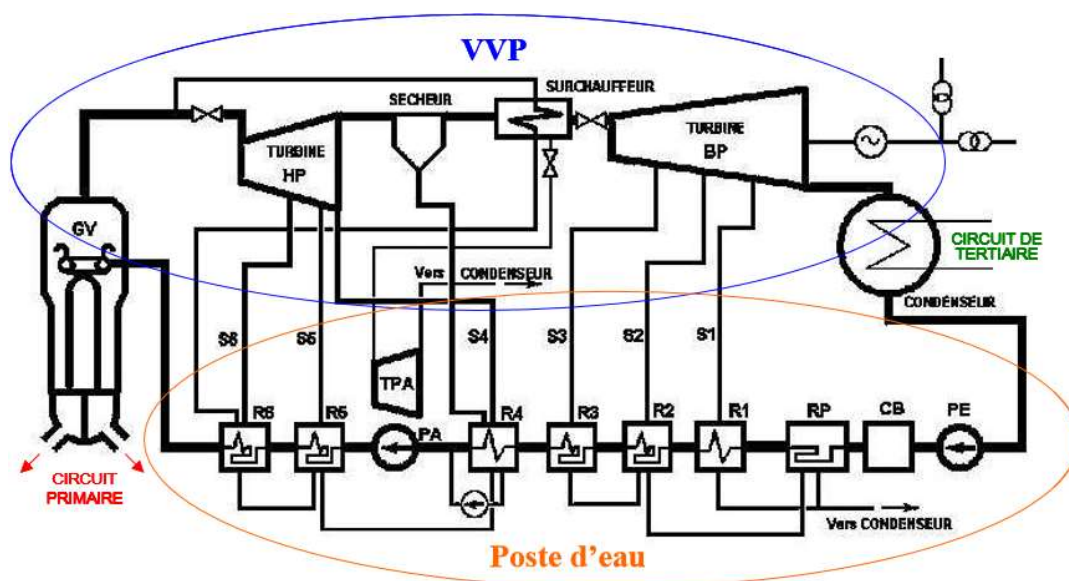 VVP
SURCHAUFFEUR
SECHEUR
TURBINE
HP
TURBINE
BP
GV
CIRCUIT DE
TERTIAIRE
Vers CONDENSEUR
CONDENSEUR
S6
S5
S4
S3
S2
S1
TPA
R6
R5
PA
R4
R3
R2
R1
RP
CB
PE
CIRCUIT
PRIMAIRE
Vers CONDENSEUR
Poste d'eau